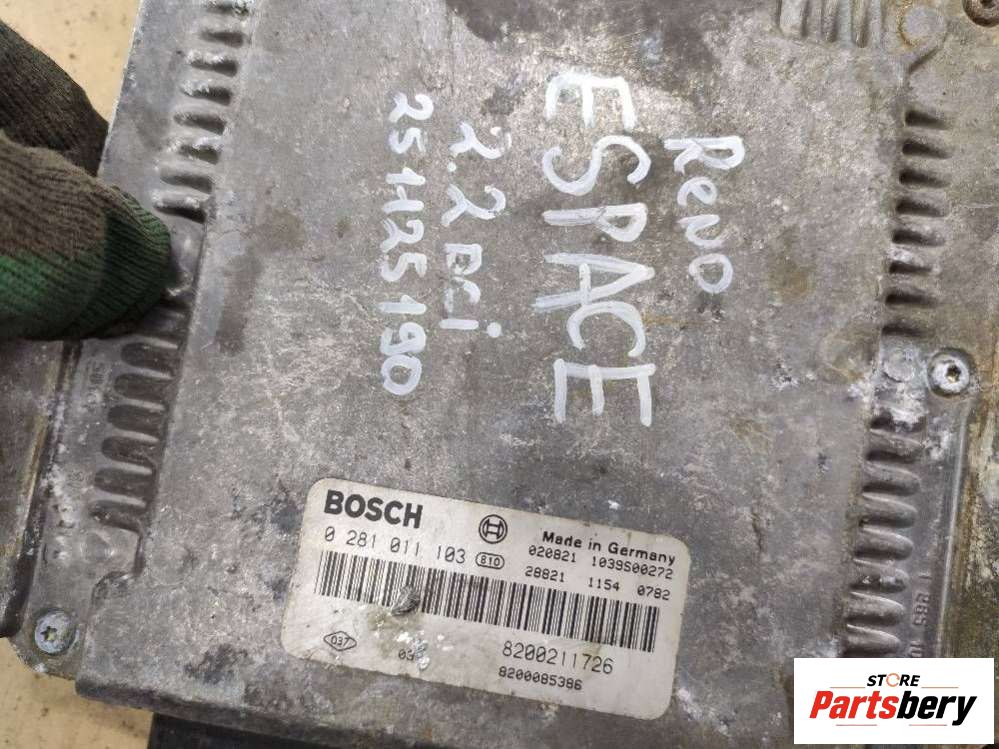 Reno
ESPACE
2.2 DCi
251125190
BOSCH
Made in Germany
0 281 011 103 810
020821 1039S00272
28821 1154 0782
037
8200211726
8200085386
STORE
Partsbery